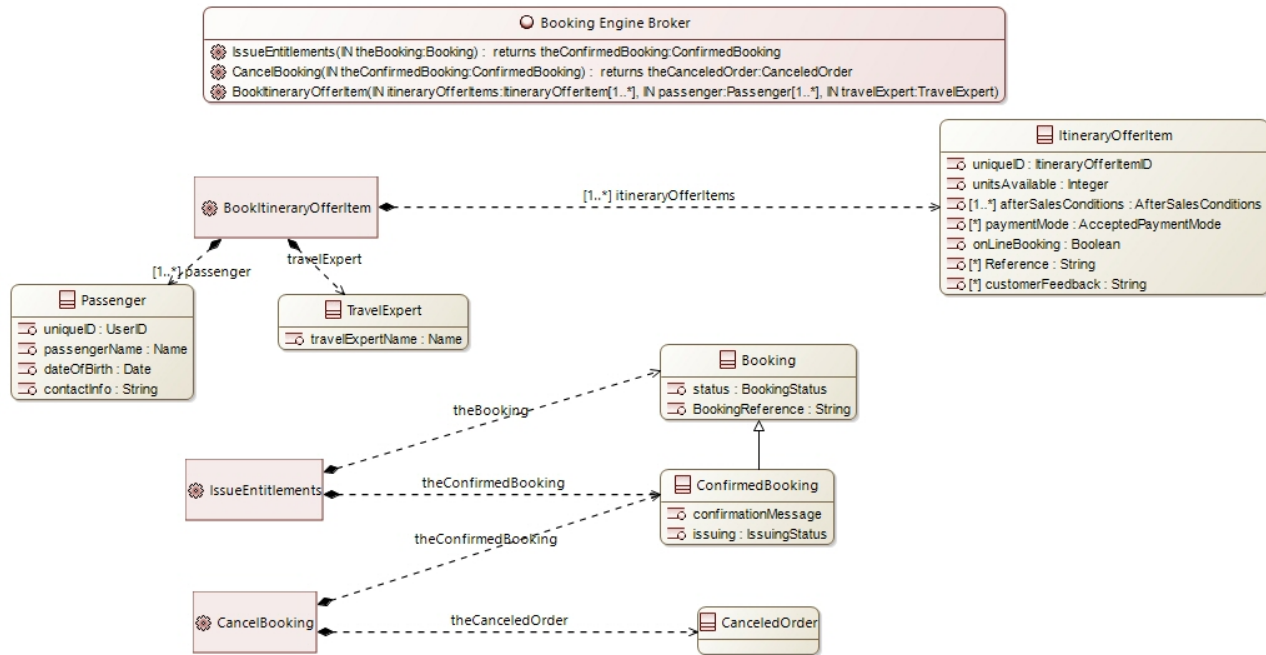 Booking Engine Broker
IssueEntitlements(IN theBooking:Booking) : returns theConfirmedBooking:ConfirmedBooking
CancelBooking(IN theConfirmedBooking:ConfirmedBooking) : returns theCanceledOrder:CanceledOrder
BookItineraryOfferItem(IN itineraryOfferItems:ItineraryOfferItem[1..*], IN passenger:Passenger[1..*], IN travelExpert:TravelExpert)
ItineraryOfferItem
uniqueID : ItineraryOfferItemID
unitsAvailable : Integer
[1..*] afterSalesConditions : AfterSalesConditions
[*] paymentMode : AcceptedPaymentMode
onLineBooking : Boolean
[*] Reference : String
[*] customerFeedback : String
[1..*] itineraryOfferItems
BookItineraryOfferItem
travelExpert
[1..*] passenger
Passenger
uniqueID : UserID
passengerName : Name
dateOfBirth : Date
contactInfo : String
TravelExpert
travelExpertName : Name
Booking
status : BookingStatus
BookingReference : String
theBooking
IssueEntitlements
theConfirmedBooking
ConfirmedBooking
confirmationMessage
issuing : IssuingStatus
theConfirmedBooking
CancelBooking
theCanceledOrder
CanceledOrder